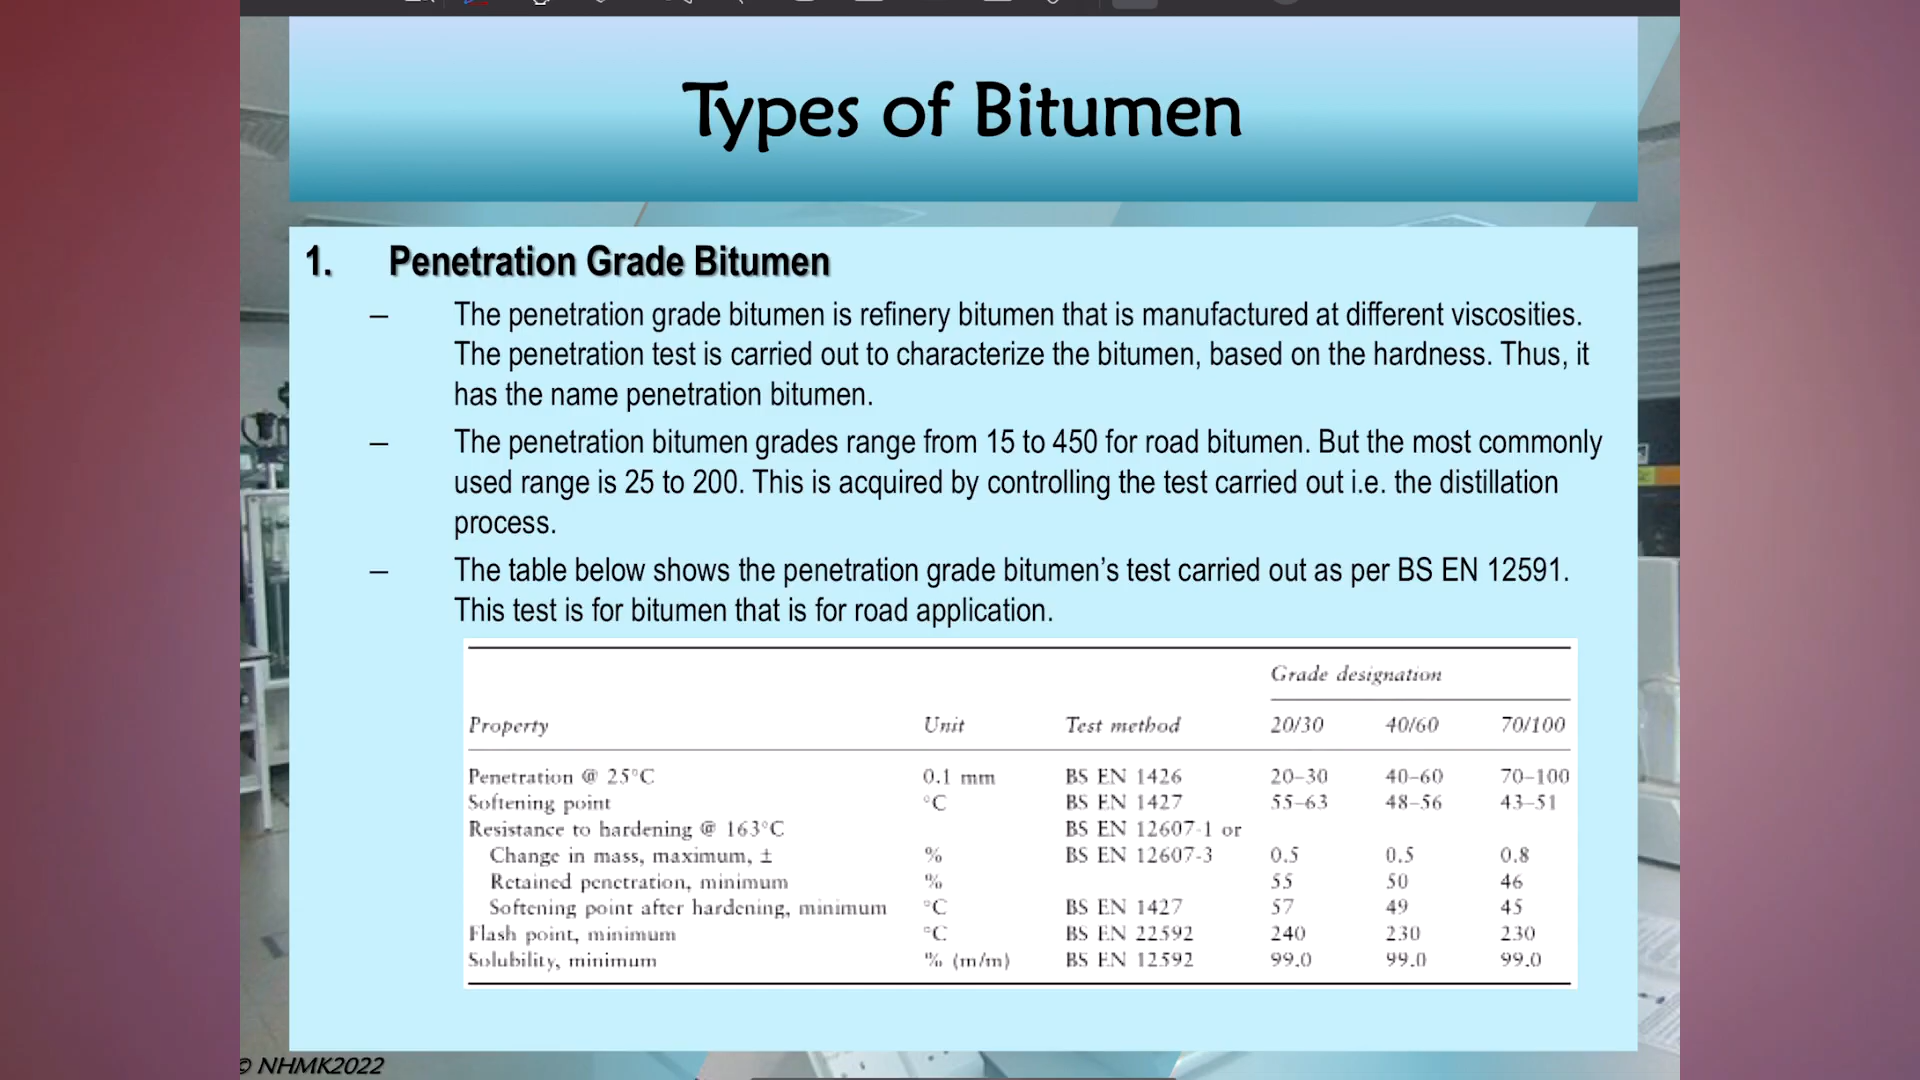 Types of Bitumen
1. Penetration Grade Bitumen
– The penetration grade bitumen is refinery bitumen that is manufactured at different viscosities.
The penetration test is carried out to characterize the bitumen, based on the hardness. Thus, it
has the name penetration bitumen.
– The penetration bitumen grades range from 15 to 450 for road bitumen. But the most commonly
used range is 25 to 200. This is acquired by controlling the test carried out i.e. the distillation
process.
– The table below shows the penetration grade bitumen’s test carried out as per BS EN 12591.
This test is for bitumen that is for road application.
Grade designation
Property Unit Test method 20/30 40/60 70/100
Penetration @ 25°C 0.1 mm BS EN 1426 20–30 40–60 70–100
Softening point °C BS EN 1427 55–63 48–56 43–51
Resistance to hardening @ 163°C BS EN 12607-1 or
Change in mass, maximum, ± % BS EN 12607-3 0.5 0.5 0.8
Retained penetration, minimum % 55 50 46
Softening point after hardening, minimum °C BS EN 1427 57 49 45
Flash point, minimum °C BS EN 22592 240 230 230
Solubility, minimum % (m/m) BS EN 12592 99.0 99.0 99.0
© NHMK2022